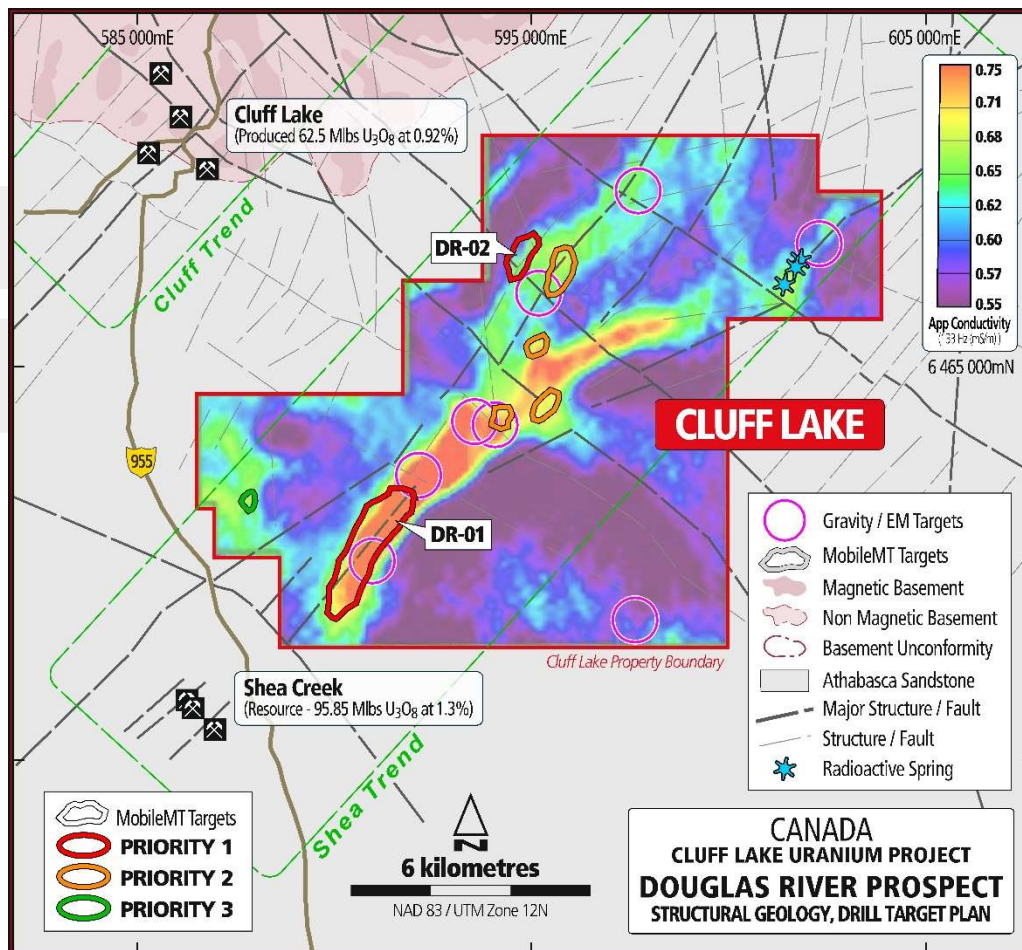 585 000mE
595 000mE
605 000mE
Cluff Lake
(Produced 62.5 Mlbs U₃O₈ at 0.92%)
0.75
0.71
0.68
0.64
0.62
0.60
0.57
0.55
App Conductivity
(133 Hz (mS/m))
6 465 000mN
Cluff Trend
DR-02
CLUFF LAKE
955
DR-01
Gravity / EM Targets
MobileMT Targets
Magnetic Basement
Non Magnetic Basement
Basement Unconformity
Athabasca Sandstone
Major Structure / Fault
Structure / Fault
Radioactive Spring
Cluff Lake Property Boundary
Shea Creek
(Resource - 95.85 Mlbs U₃O₈ at 1.3%)
Shea Trend
MobileMT Targets
PRIORITY 1
PRIORITY 2
PRIORITY 3
N
6 kilometres
NAD 83 / UTM Zone 12N
CANADA
CLUFF LAKE URANIUM PROJECT
DOUGLAS RIVER PROSPECT
STRUCTURAL GEOLOGY, DRILL TARGET PLAN